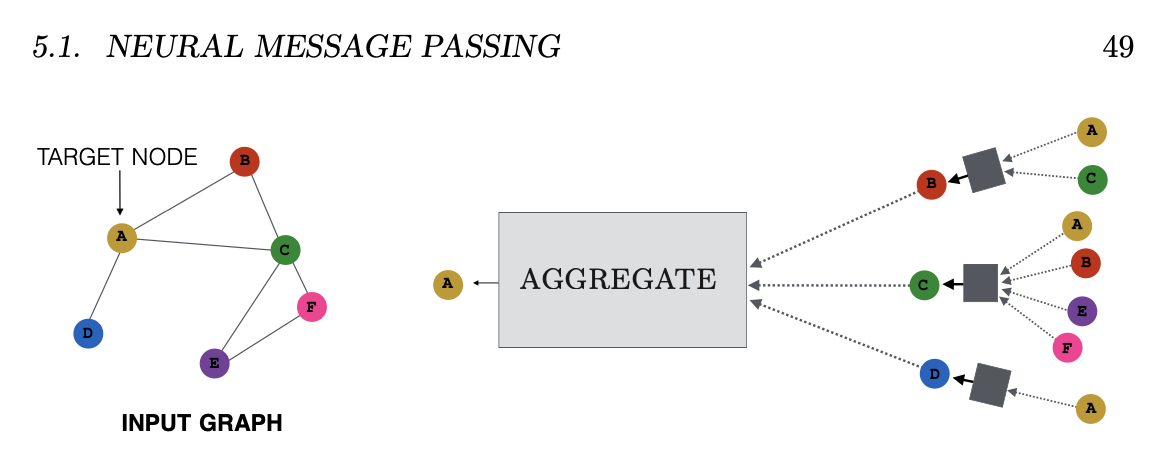 5.1. NEURAL MESSAGE PASSING 49
TARGET NODE
B
A
C
F
D
E
INPUT GRAPH
A
AGGREGATE
B
C
D
A
C
A
B
E
F
A